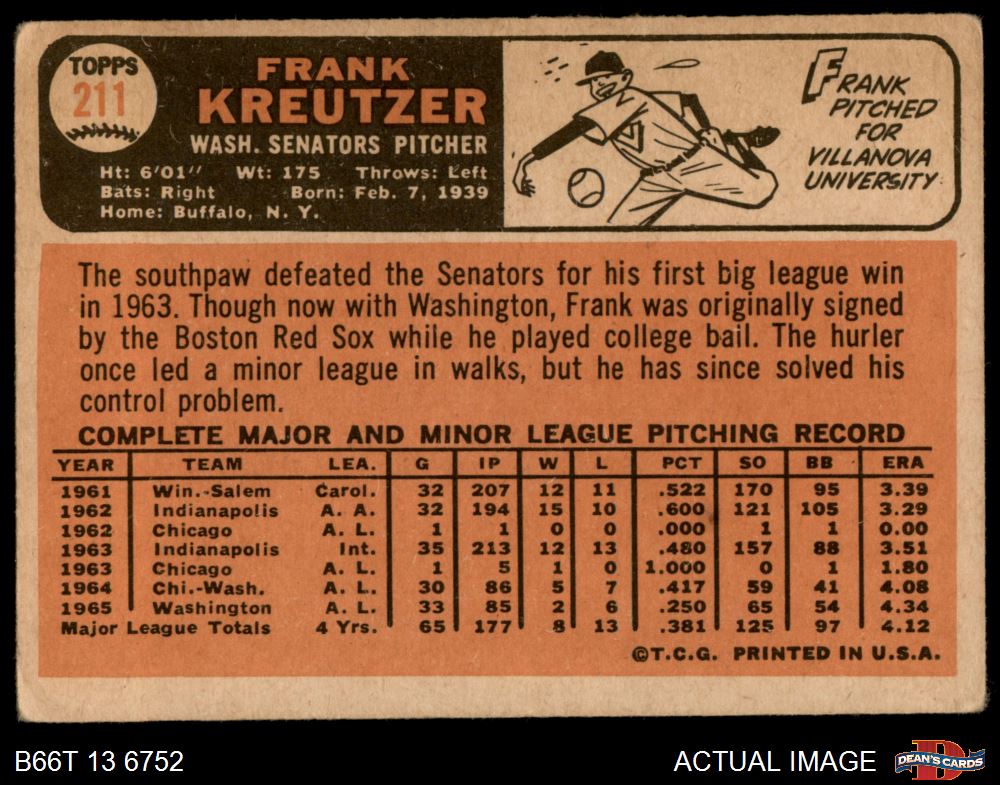 TOPPS
211
FRANK
KREUTZER
WASH. SENATORS PITCHER
Ht: 6'01" Wt: 175 Throws: Left
Bats: Right Born: Feb. 7, 1939
Home: Buffalo, N. Y.
FRANK
PITCHED
FOR
VILLANOVA
UNIVERSITY
The southpaw defeated the Senators for his first big league win
in 1963. Though now with Washington, Frank was originally signed
by the Boston Red Sox while he played college bail. The hurler
once led a minor league in walks, but he has since solved his
control problem.
COMPLETE MAJOR AND MINOR LEAGUE PITCHING RECORD
YEAR TEAM LEA. G IP W L PCT SO BB ERA
1961 Win.-Salem Carol. 32 207 12 11 .522 170 95 3.39
1962 Indianapolis A. A. 32 194 15 10 .600 121 105 3.29
1962 Chicago A. L. 1 1 0 0 .000 1 1 0.00
1963 Indianapolis Int. 35 213 12 13 .480 157 88 3.51
1963 Chicago A. L. 1 5 1 0 1.000 0 1 1.80
1964 Chi.-Wash. A. L. 30 86 5 7 .417 59 41 4.08
1965 Washington A. L. 33 85 2 6 .250 65 54 4.34
Major League Totals 4 Yrs. 65 177 8 13 .381 125 97 4.12
©T.C.G. PRINTED IN U.S.A.
B66T 13 6752
ACTUAL IMAGE
D
DEAN'S CARDS